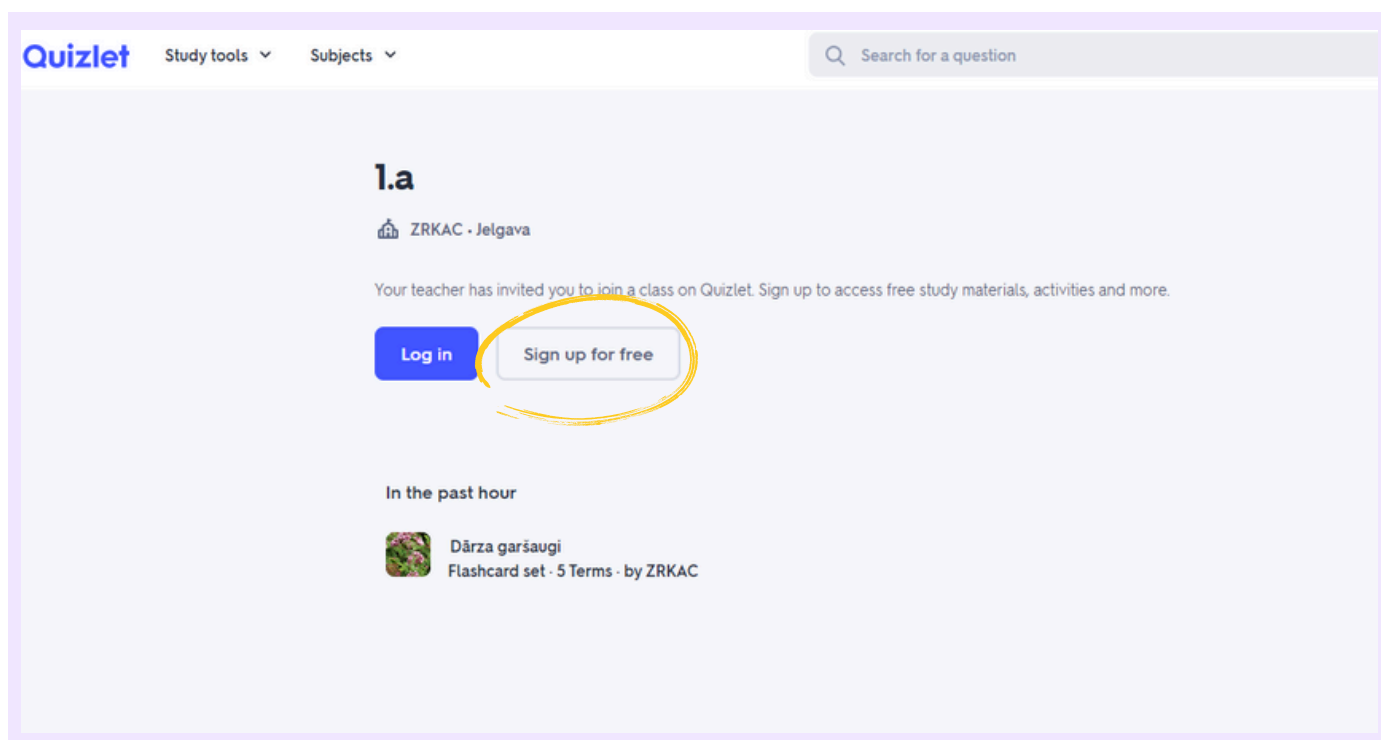 Quizlet Study tools Subjects Search for a question
1.a
ZRKAC • Jelgava
Your teacher has invited you to join a class on Quizlet. Sign up to access free study materials, activities and more.
Log in Sign up for free
In the past hour
Dārza garšaugi
Flashcard set · 5 Terms · by ZRKAC